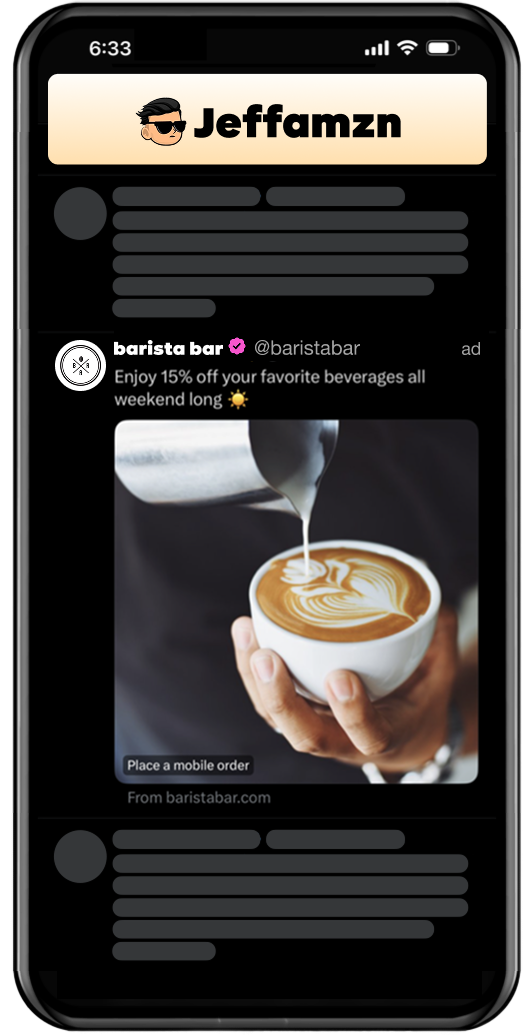 6:33
Jeffamzn
barista bar @baristabar ad
Enjoy 15% off your favorite beverages all
weekend long ☀️
Place a mobile order
From baristabar.com